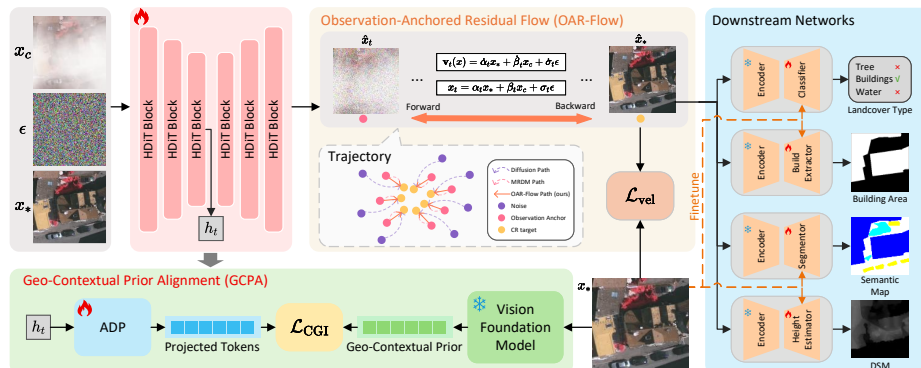 x_c
ϵ
x_*
HDiT Block
HDiT Block
HDiT Block
HDiT Block
HDiT Block
HDiT Block
h_t
Observation-Anchored Residual Flow (OAR-Flow)
x̂_t
x̂_*
...
v_t(x) = α̇_t x_* + β̇_t x_c + σ̇_t ϵ
x_t = α_t x_* + β_t x_c + σ_t ϵ
...
Forward
Backward
Trajectory
Diffusion Path
MRDM Path
OAR-Flow Path (ours)
Noise
Observation Anchor
CR target
L_vel
Finetune
Geo-Contextual Prior Alignment (GCPA)
h_t
ADP
Projected Tokens
L_CGI
Geo-Contextual Prior
Vision
Foundation
Model
x_*
Downstream Networks
Encoder
Classifier
Tree ×
Buildings √
Water ×
Landcover Type
Encoder
Build
Extractor
Building Area
Encoder
Segmentor
Semantic
Map
Encoder
Height
Estimator
DSM